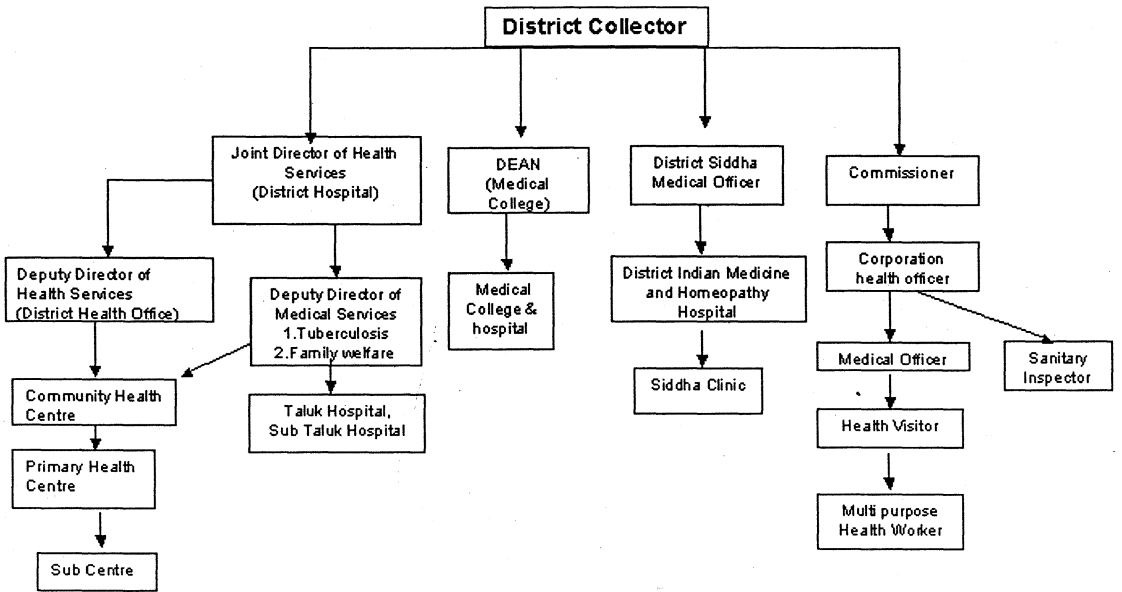 District Collector
Joint Director of Health
Services
(District Hospital)
DEAN
(Medical
College)
District Siddha
Medical Officer
Commissioner
Deputy Director of
Health Services
(District Health Office)
Deputy Director of
Medical Services
1.Tuberculosis
2.Family welfare
Medical
College &
hospital
District Indian Medicine
and Homeopathy
Hospital
Corporation
health officer
Community Health
Centre
Taluk Hospital,
Sub Taluk Hospital
Siddha Clinic
Medical Officer
Sanitary
Inspector
Primary Health
Centre
Health Visitor
Sub Centre
Multi purpose
Health Worker